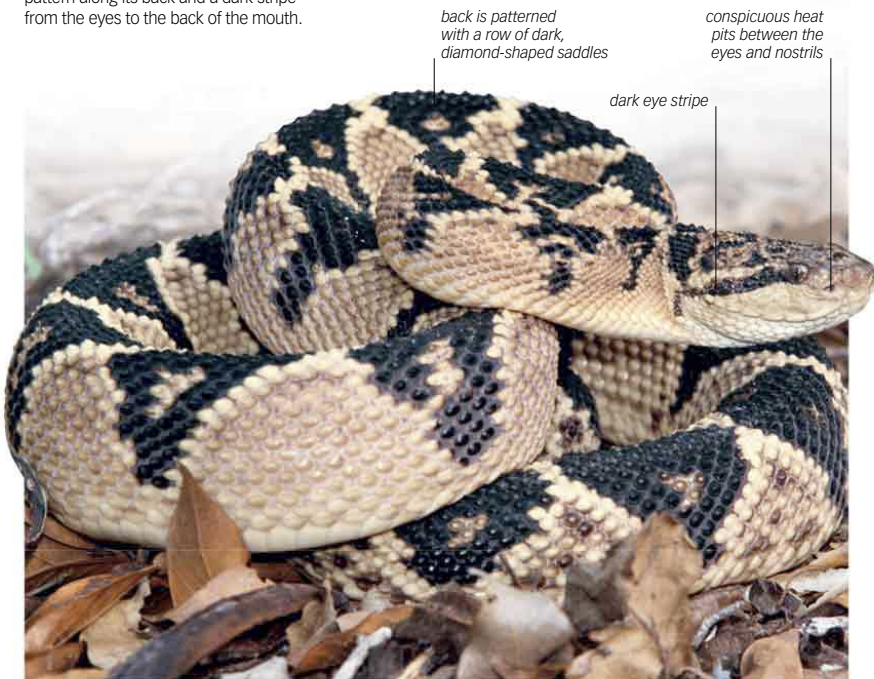 pattern along its back and a dark stripe
from the eyes to the back of the mouth.
back is patterned
with a row of dark,
diamond-shaped saddles
conspicuous heat
pits between the
eyes and nostrils
dark eye stripe